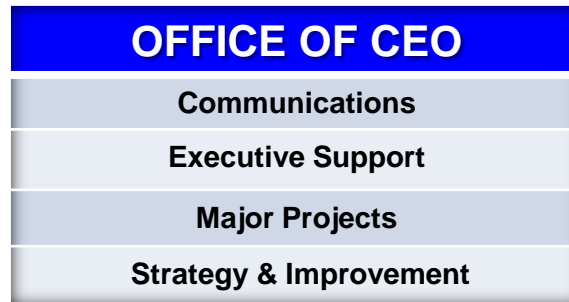 OFFICE OF CEO
Communications
Executive Support
Major Projects
Strategy & Improvement